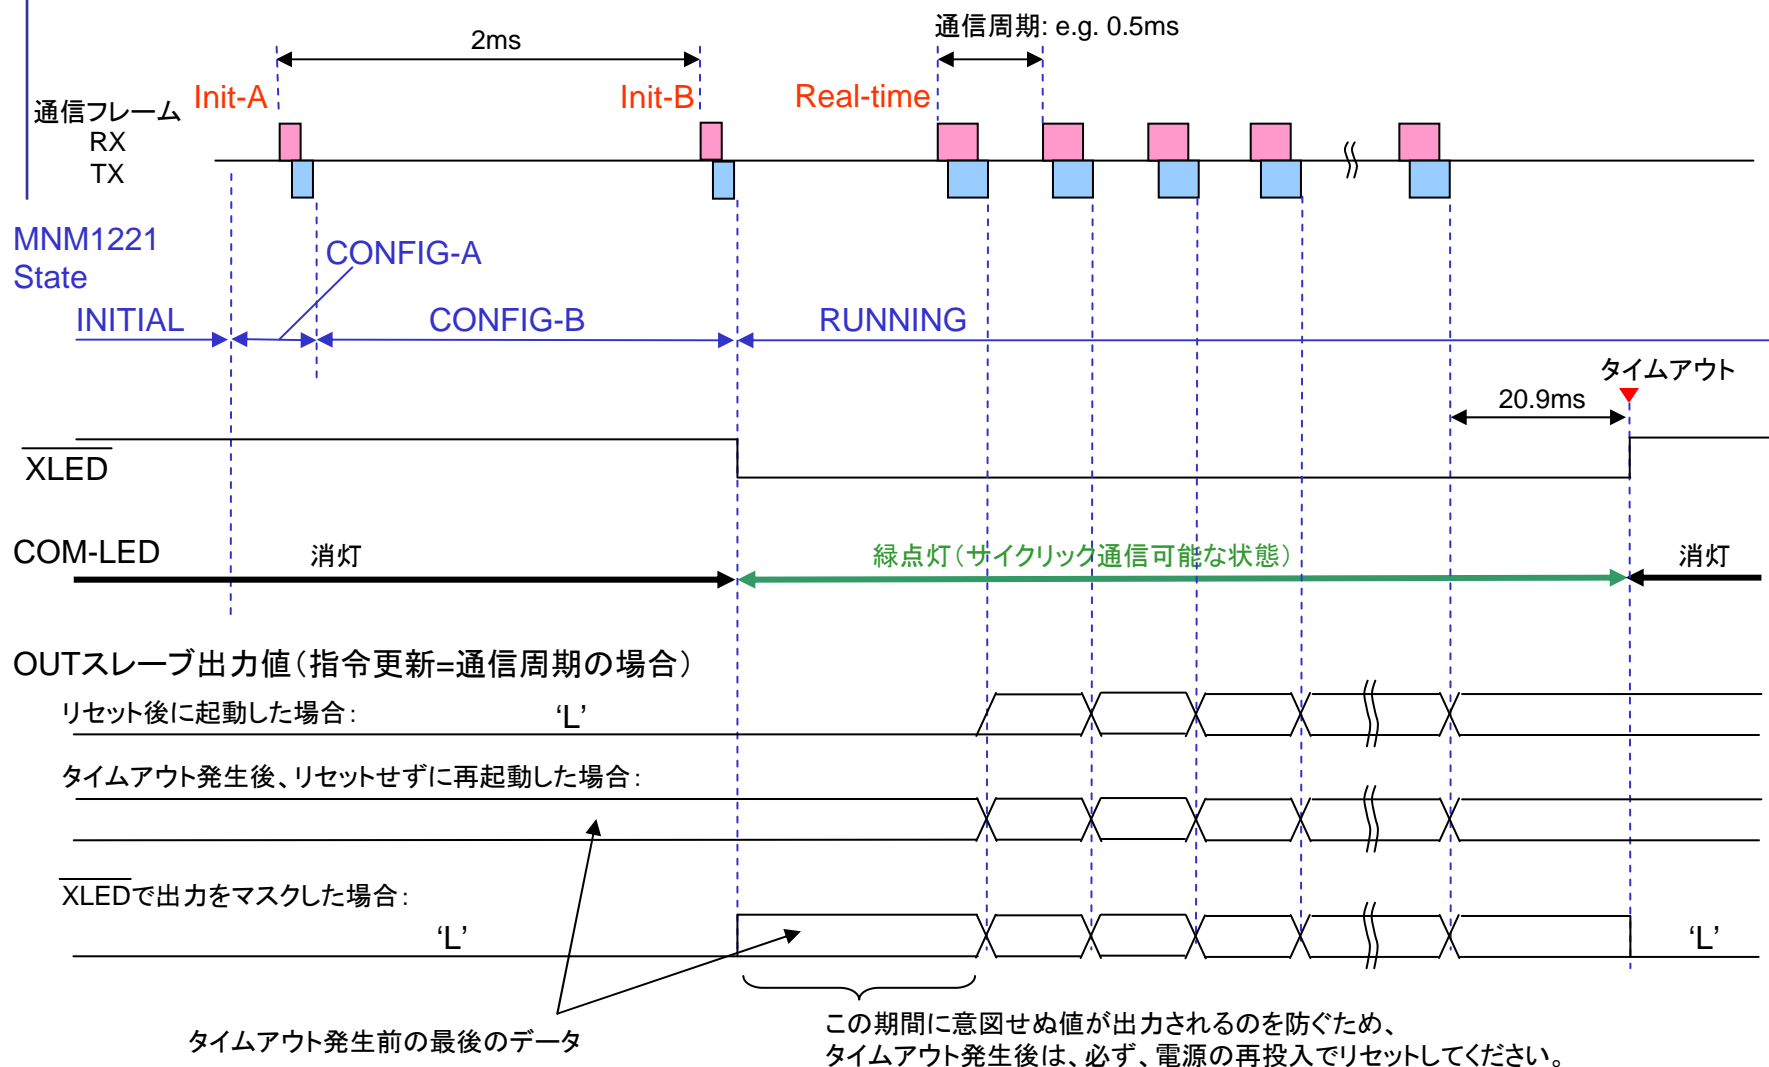 通信周期: e.g. 0.5ms
2ms
Init-A
Init-B
Real-time
通信フレーム
RX
TX
MNM1221
State
CONFIG-A
INITIAL
CONFIG-B
RUNNING
タイムアウト
20.9ms
XLED
COM-LED
消灯
緑点灯(サイクリック通信可能な状態)
消灯
OUTスレーブ出力値(指令更新=通信周期の場合)
リセット後に起動した場合:
‘L’
タイムアウト発生後、リセットせずに再起動した場合:
XLEDで出力をマスクした場合:
‘L’
‘L’
タイムアウト発生前の最後のデータ
この期間に意図せぬ値が出力されるのを防ぐため、
タイムアウト発生後は、必ず、電源の再投入でリセットしてください。